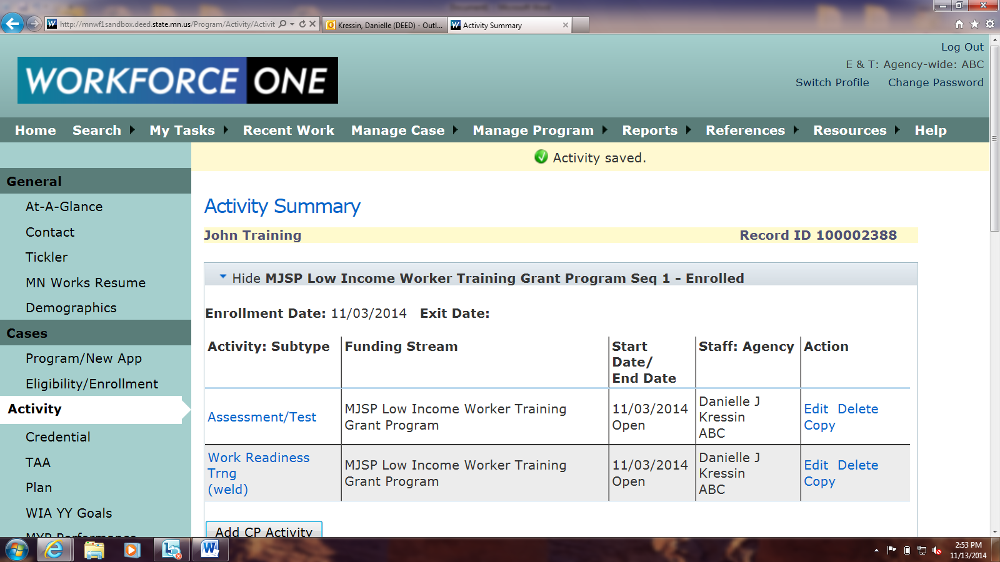 http://mnwf1sandbox.deed.state.mn.us/Program/Activity/Activit
Kressin, Danielle (DEED) - Outl...
Activity Summary
Log Out
E & T: Agency-wide: ABC
Switch Profile Change Password
WORKFORCE ONE
Home Search My Tasks Recent Work Manage Case Manage Program Reports References Resources Help
Activity saved.
General
At-A-Glance
Contact
Tickler
MN Works Resume
Demographics
Cases
Program/New App
Eligibility/Enrollment
Activity
Credential
TAA
Plan
WIA YY Goals
MYP Performance
Activity Summary
John Training Record ID 100002388
Hide MJSP Low Income Worker Training Grant Program Seq 1 - Enrolled
Enrollment Date: 11/03/2014 Exit Date:
Activity: Subtype
Funding Stream
Start
Date/
End Date
Staff: Agency
Action
Assessment/Test
MJSP Low Income Worker Training
Grant Program
11/03/2014
Open
Danielle J
Kressin
ABC
Edit Delete
Copy
Work Readiness
Trng
(weld)
MJSP Low Income Worker Training
Grant Program
11/03/2014
Open
Danielle J
Kressin
ABC
Edit Delete
Copy
Add CP Activity
2:53 PM
11/13/2014